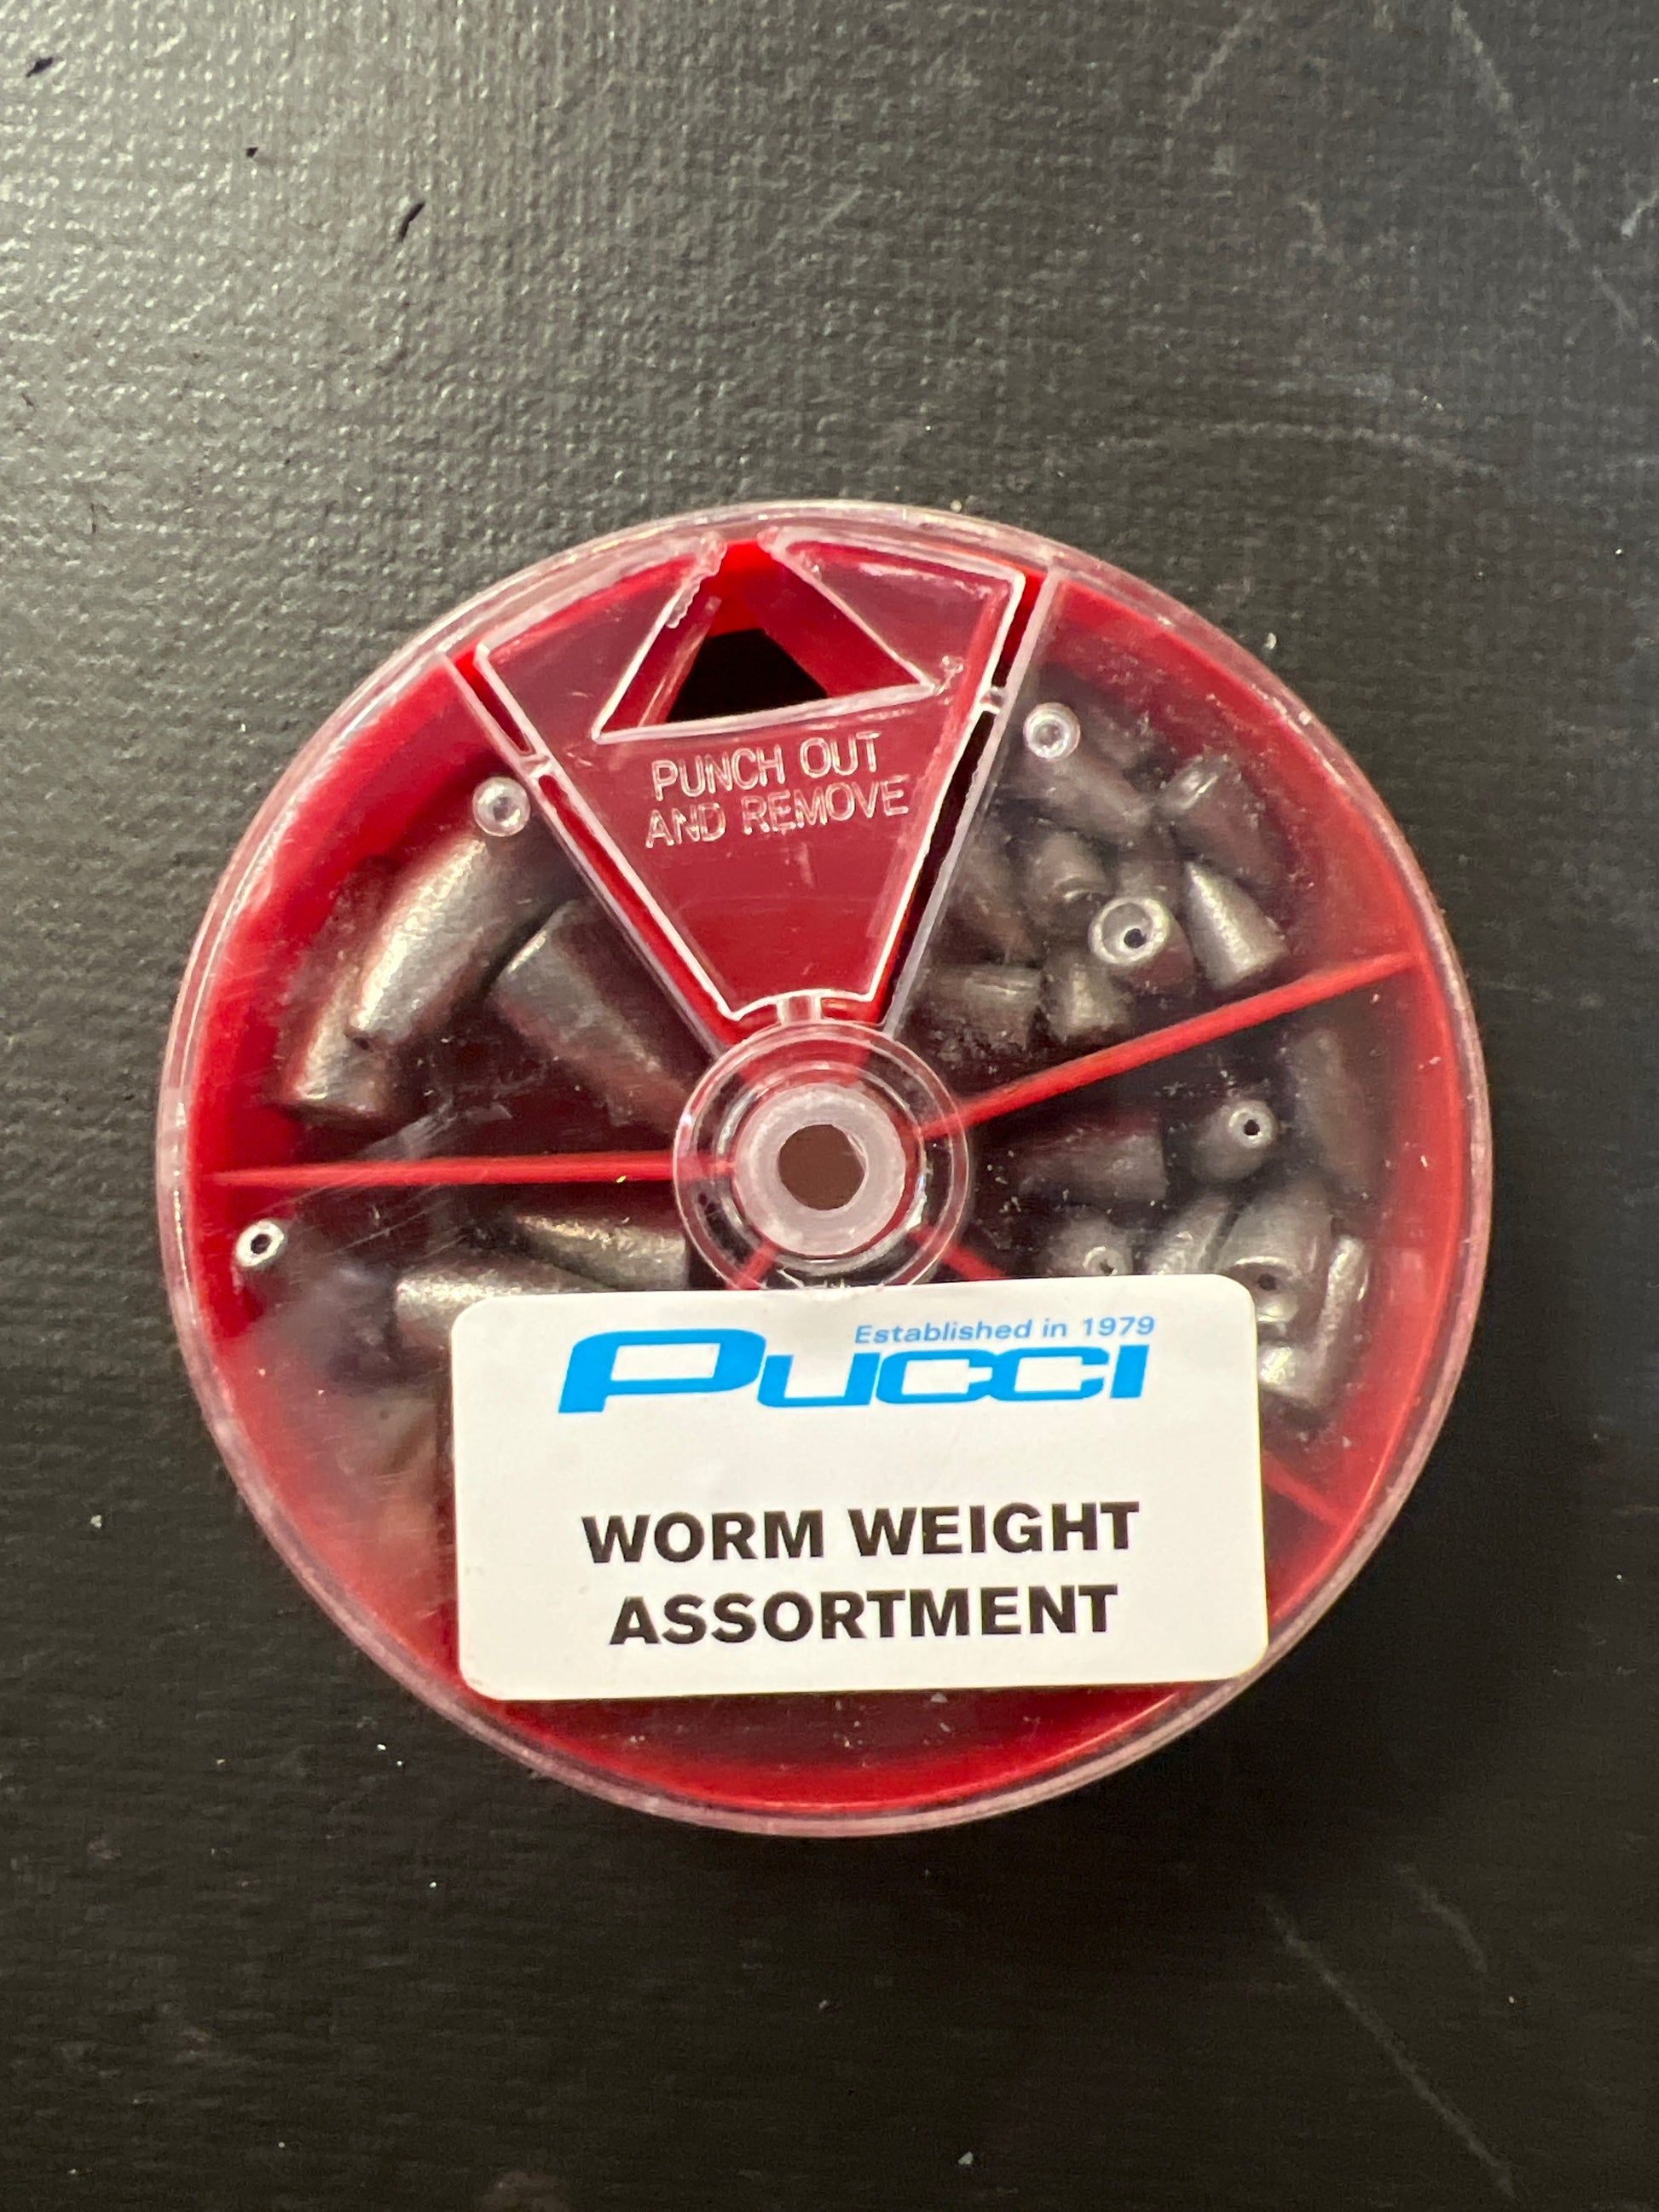 PUNCH OUT
AND REMOVE
Established in 1979
PUCCI
WORM WEIGHT
ASSORTMENT